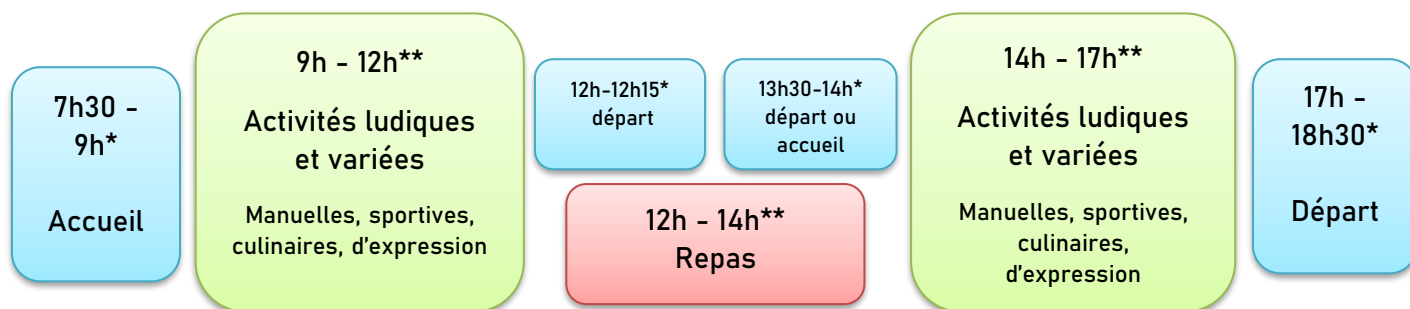 7h30 -
9h*
Accueil
9h - 12h**
Activités ludiques
et variées
Manuelles, sportives,
culinaires, d'expression
12h-12h15*
départ
13h30-14h*
départ ou
accueil
12h - 14h**
Repas
14h - 17h**
Activités ludiques
et variées
Manuelles, sportives,
culinaires,
d'expression
17h -
18h30*
Départ